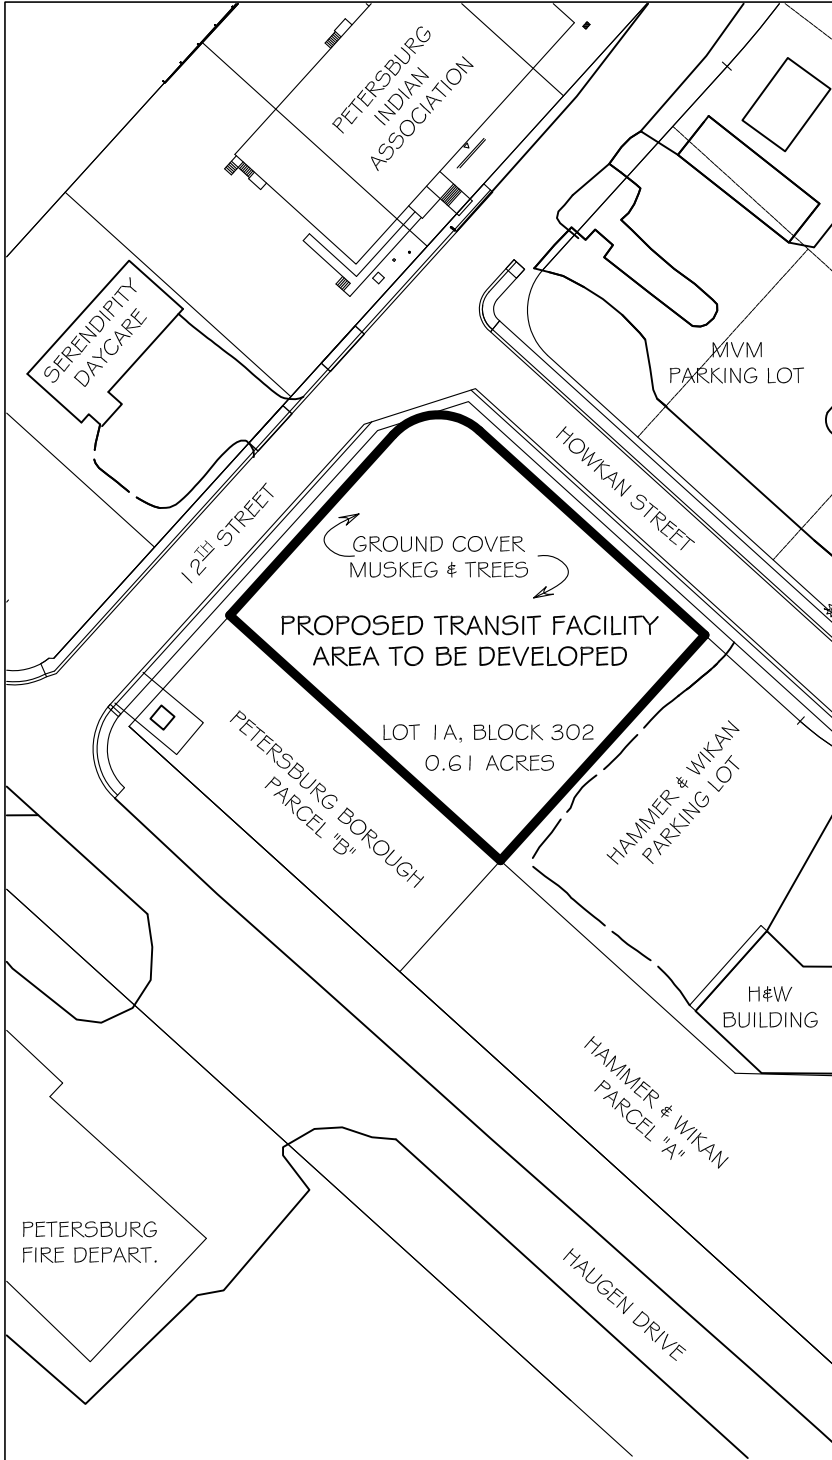 PETERSBURG
INDIAN
ASSOCIATION
SERENDIPITY
DAYCARE
MVM
PARKING LOT
HOWKAN STREET
12TH STREET
GROUND COVER
MUSKEG & TREES
PROPOSED TRANSIT FACILITY
AREA TO BE DEVELOPED
LOT 1A, BLOCK 302
0.61 ACRES
PETERSBURG BOROUGH
PARCEL "B"
HAMMER & WIKAN
PARKING LOT
H&W
BUILDING
HAMMER & WIKAN
PARCEL "A"
PETERSBURG
FIRE DEPART.
HAUGEN DRIVE